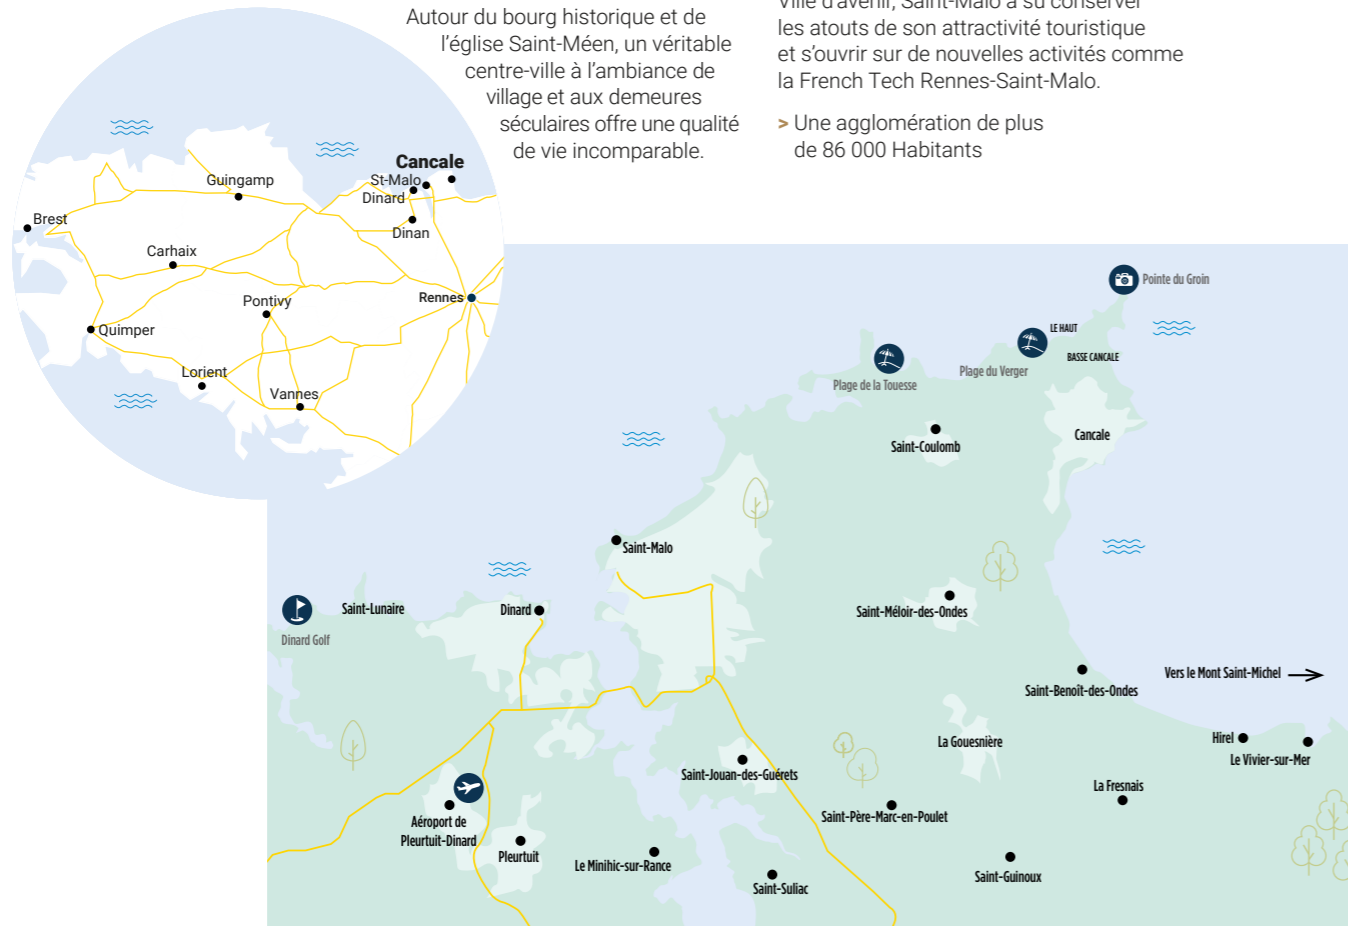 Autour du bourg historique et de
l'église Saint-Méen, un véritable
centre-ville à l'ambiance de
village et aux demeures
séculaires offre une qualité
de vie incomparable.
Ville d'avenir, Saint-Malo a su conserver
les atouts de son attractivité touristique
et s'ouvrir sur de nouvelles activités comme
la French Tech Rennes-Saint-Malo.
> Une agglomération de plus
de 86 000 Habitants
Cancale
St-Malo
Dinard
Dinan
Guingamp
Brest
Carhaix
Pontivy
Rennes
Quimper
Lorient
Vannes
Pointe du Groin
LE HAUT
BASSE CANCALE
Plage du Verger
Plage de la Touesse
Cancale
Saint-Coulomb
Saint-Malo
Saint-Lunaire
Dinard
Dinard Golf
Saint-Méloir-des-Ondes
Saint-Benoît-des-Ondes
Vers le Mont Saint-Michel
La Gouesnière
Hirel
Le Vivier-sur-Mer
Saint-Jouan-des-Guérets
La Fresnais
Saint-Père-Marc-en-Poulet
Aéroport de
Pleurtuit-Dinard
Pleurtuit
Le Minihic-sur-Rance
Saint-Suliac
Saint-Guinoux